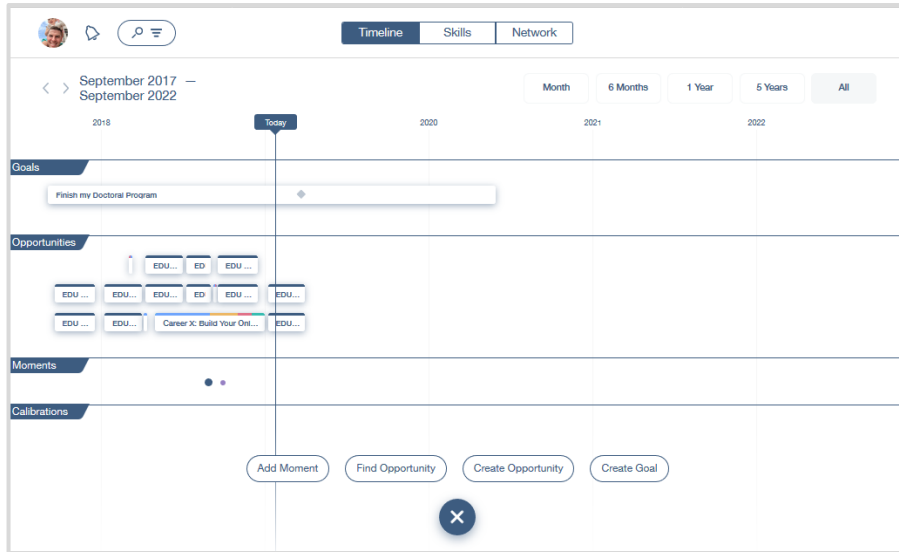 Timeline Skills Network
September 2017 —
September 2022
Month 6 Months 1 Year 5 Years All
2018 Today 2020 2021 2022
Goals
Finish my Doctoral Program
Opportunities
EDU... ED EDU ...
EDU ... EDU... EDU... ED EDU ... EDU...
EDU ... EDU... Career X: Build Your Onl... EDU...
Moments
Calibrations
Add Moment Find Opportunity Create Opportunity Create Goal